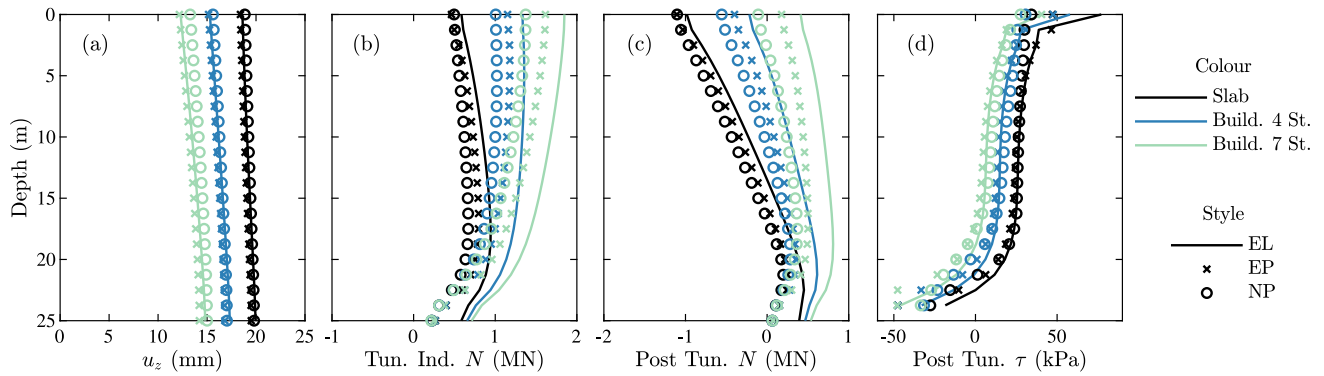 0
5
10
15
20
25
Depth (m)
(a)
0 5 10 15 20 25
u_z (mm)
(b)
-1 0 1 2
Tun. Ind. N (MN)
(c)
-2 -1 0 1
Post Tun. N (MN)
(d)
-50 0 50 100
Post Tun. τ (kPa)
Colour
Slab
Build. 4 St.
Build. 7 St.
Style
EL
EP
NP